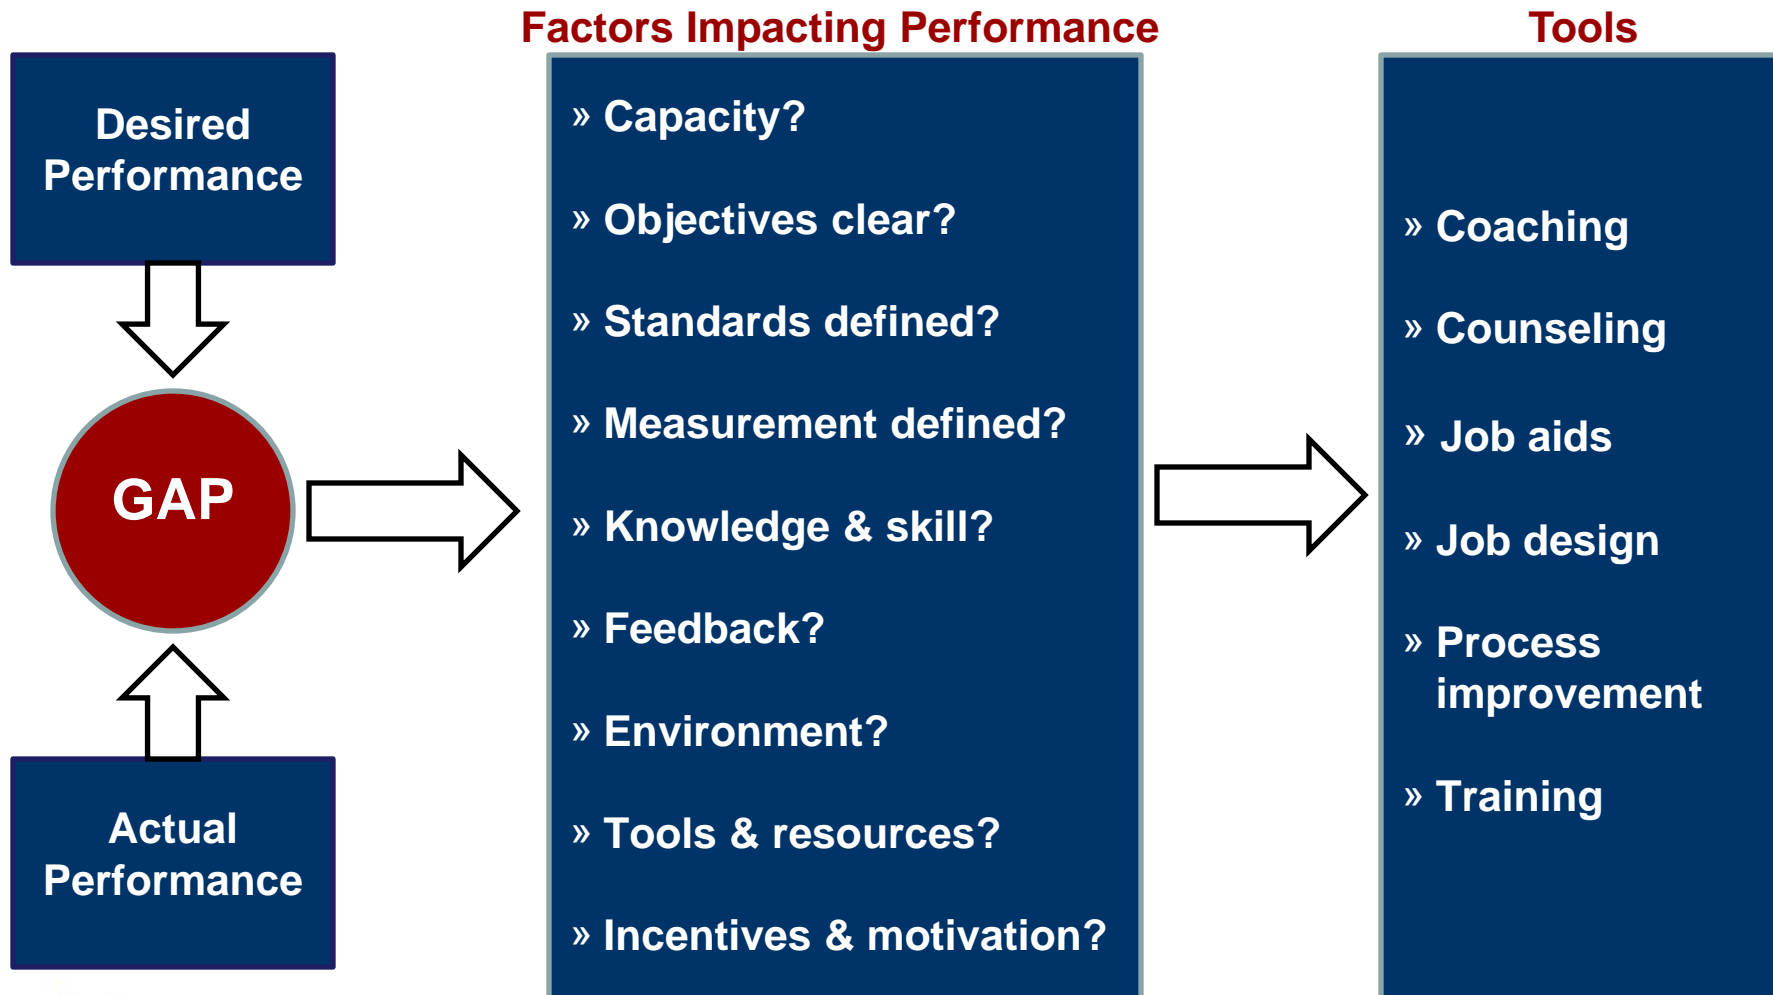 Factors Impacting Performance
Tools
Desired
Performance
GAP
Actual
Performance
» Capacity?
» Objectives clear?
» Standards defined?
» Measurement defined?
» Knowledge & skill?
» Feedback?
» Environment?
» Tools & resources?
» Incentives & motivation?
» Coaching
» Counseling
» Job aids
» Job design
» Process
improvement
» Training